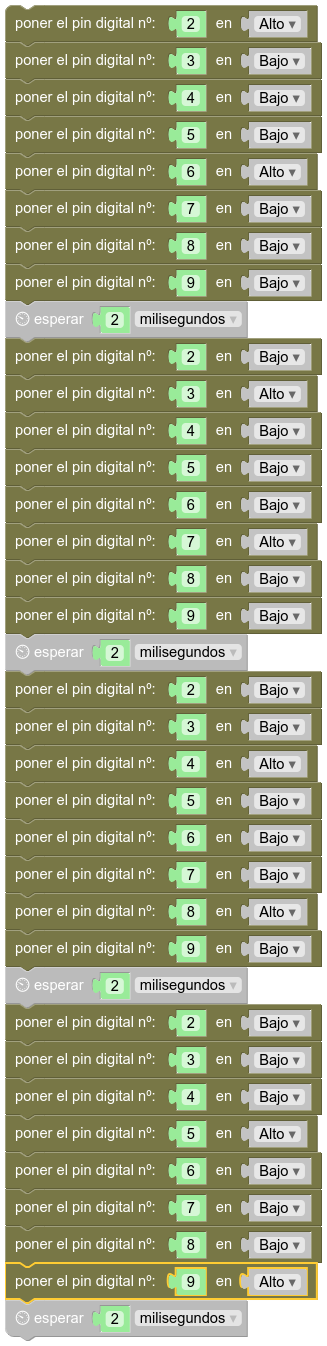 poner el pin digital nº: 2 en Alto
poner el pin digital nº: 3 en Bajo
poner el pin digital nº: 4 en Bajo
poner el pin digital nº: 5 en Bajo
poner el pin digital nº: 6 en Alto
poner el pin digital nº: 7 en Bajo
poner el pin digital nº: 8 en Bajo
poner el pin digital nº: 9 en Bajo
esperar 2 milisegundos
poner el pin digital nº: 2 en Bajo
poner el pin digital nº: 3 en Alto
poner el pin digital nº: 4 en Bajo
poner el pin digital nº: 5 en Bajo
poner el pin digital nº: 6 en Bajo
poner el pin digital nº: 7 en Alto
poner el pin digital nº: 8 en Bajo
poner el pin digital nº: 9 en Bajo
esperar 2 milisegundos
poner el pin digital nº: 2 en Bajo
poner el pin digital nº: 3 en Bajo
poner el pin digital nº: 4 en Alto
poner el pin digital nº: 5 en Bajo
poner el pin digital nº: 6 en Bajo
poner el pin digital nº: 7 en Bajo
poner el pin digital nº: 8 en Alto
poner el pin digital nº: 9 en Bajo
esperar 2 milisegundos
poner el pin digital nº: 2 en Bajo
poner el pin digital nº: 3 en Bajo
poner el pin digital nº: 4 en Bajo
poner el pin digital nº: 5 en Alto
poner el pin digital nº: 6 en Bajo
poner el pin digital nº: 7 en Bajo
poner el pin digital nº: 8 en Bajo
poner el pin digital nº: 9 en Alto
esperar 2 milisegundos